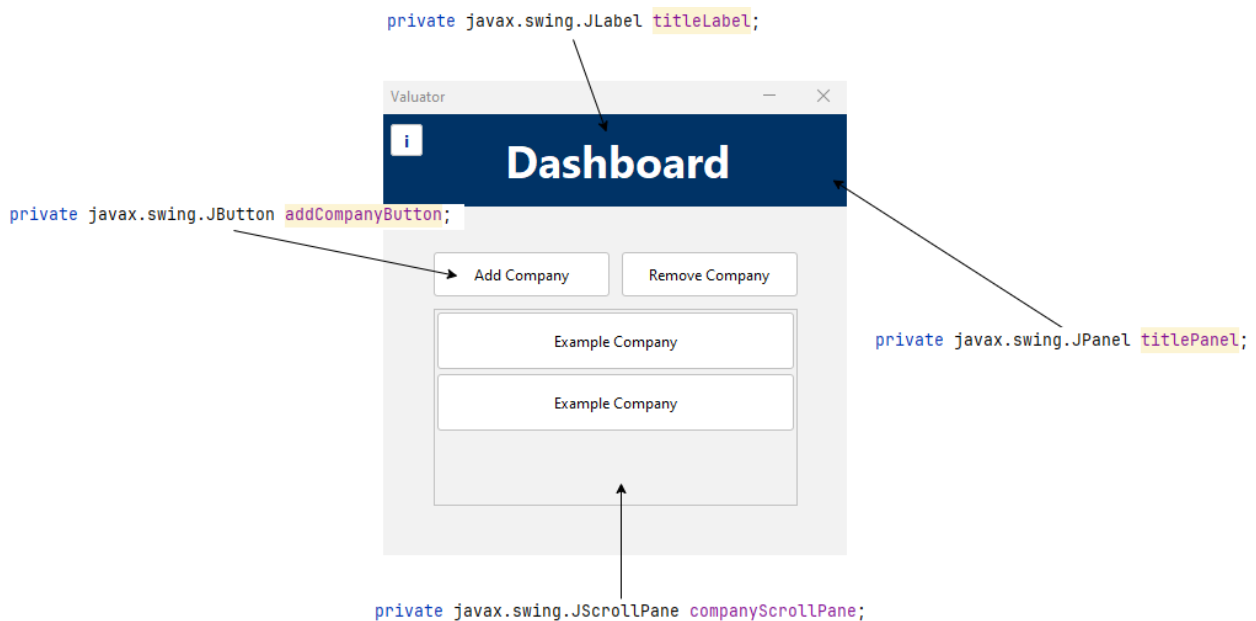 private javax.swing.JLabel titleLabel;
Valuator
i
Dashboard
private javax.swing.JButton addCompanyButton;
Add Company
Remove Company
Example Company
private javax.swing.JPanel titlePanel;
Example Company
private javax.swing.JScrollPane companyScrollPane;